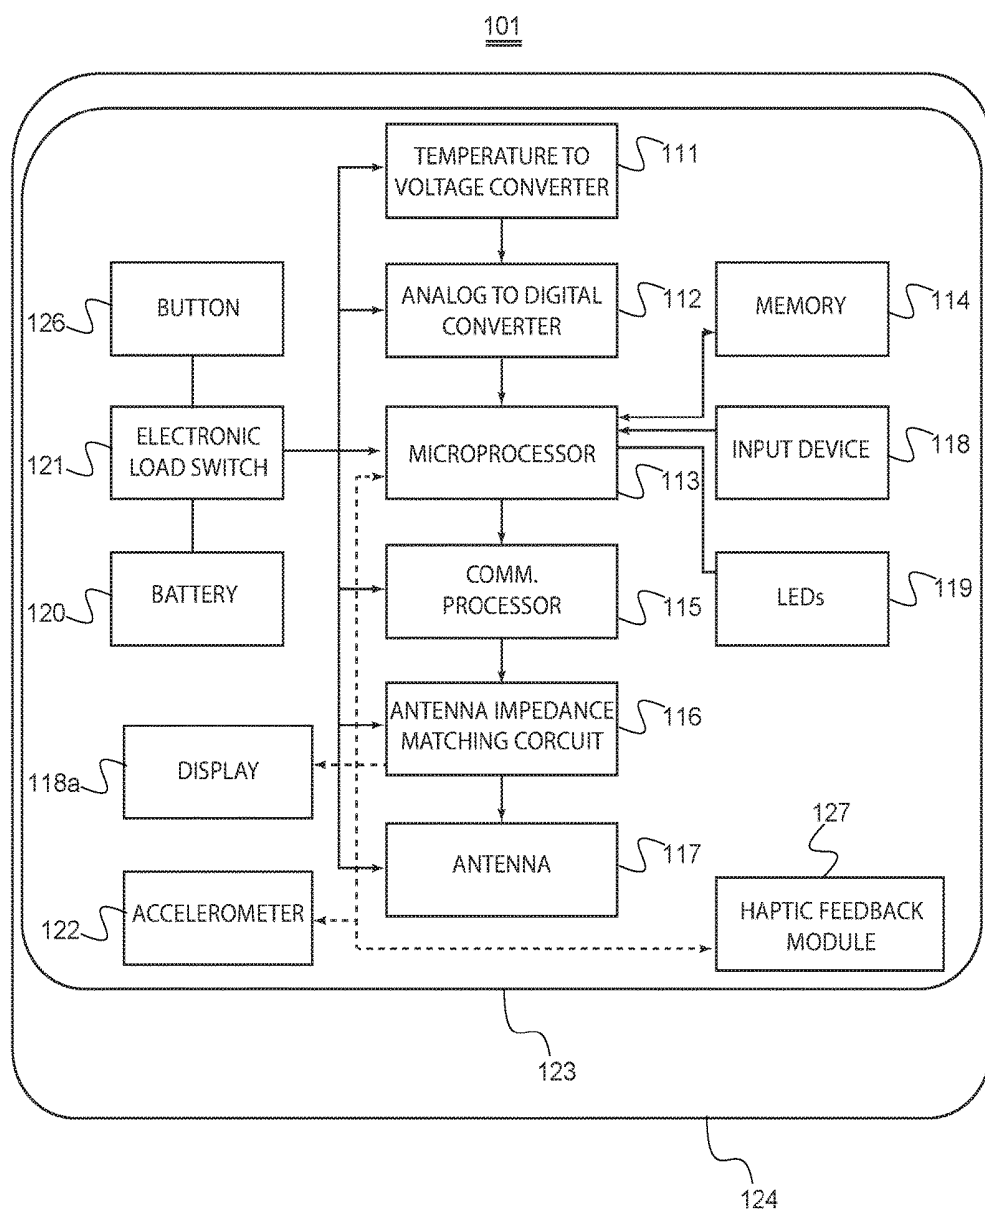 101
TEMPERATURE TO
VOLTAGE CONVERTER
111
BUTTON
126
ANALOG TO DIGITAL
CONVERTER
112
MEMORY
114
ELECTRONIC
LOAD SWITCH
121
MICROPROCESSOR
113
INPUT DEVICE
118
BATTERY
120
COMM.
PROCESSOR
115
LEDs
119
DISPLAY
118a
ANTENNA IMPEDANCE
MATCHING CORCUIT
116
ACCELEROMETER
122
ANTENNA
117
127
HAPTIC FEEDBACK
MODULE
123
124